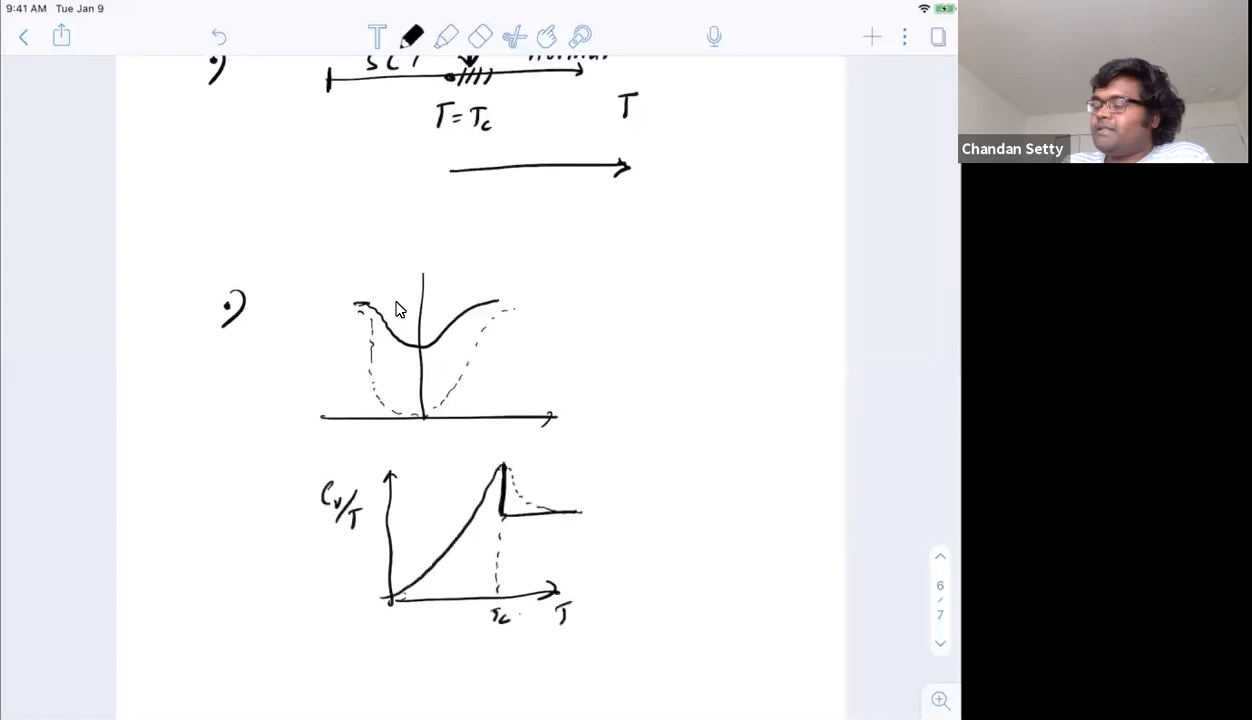 9:41 AM Tue Jan 9
•)
T = Tc
T
Chandan Setty
•)
Cv/T
Tc
T
6
/
7